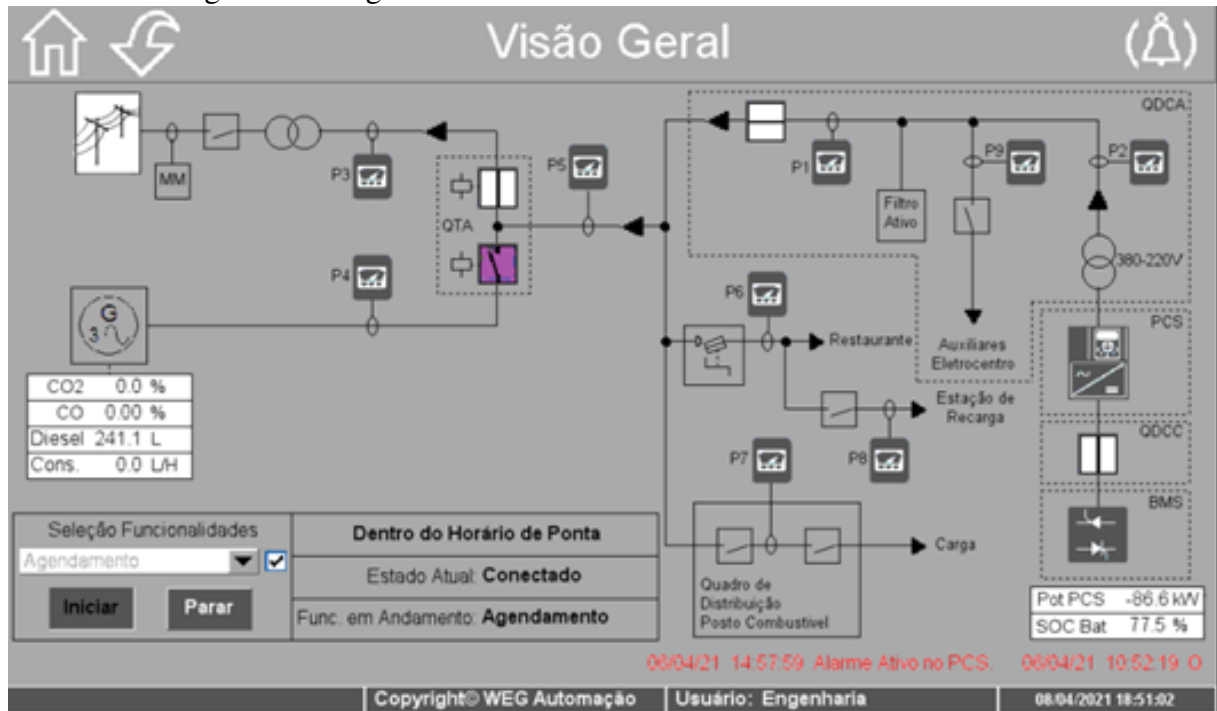 Visão Geral
QDCA
MM
P3
P5
QTA
P4
G
3
P1
P9
P2
Filtro
Ativo
380-220V
P6
Restaurante
Auxiliares
Eletrocentro
PCS
Estação de
Recarga
QDCC
P7
P8
BMS
Carga
Quadro de
Distribuição
Posto Combustível
CO2 0.0 %
CO 0.00 %
Diesel 241.1 L
Cons. 0.0 L/H
Seleção Funcionalidades
Agendamento
Iniciar Parar
Dentro do Horário de Ponta
Estado Atual: Conectado
Func. em Andamento: Agendamento
Pot PCS -86.6 kW
SOC Bat 77.5 %
06/04/21 14:57:59 Alarme Ativo no PCS. 06/04/21 10:52:19 O
Copyright© WEG Automação Usuário: Engenharia 08/04/2021 18:51:02